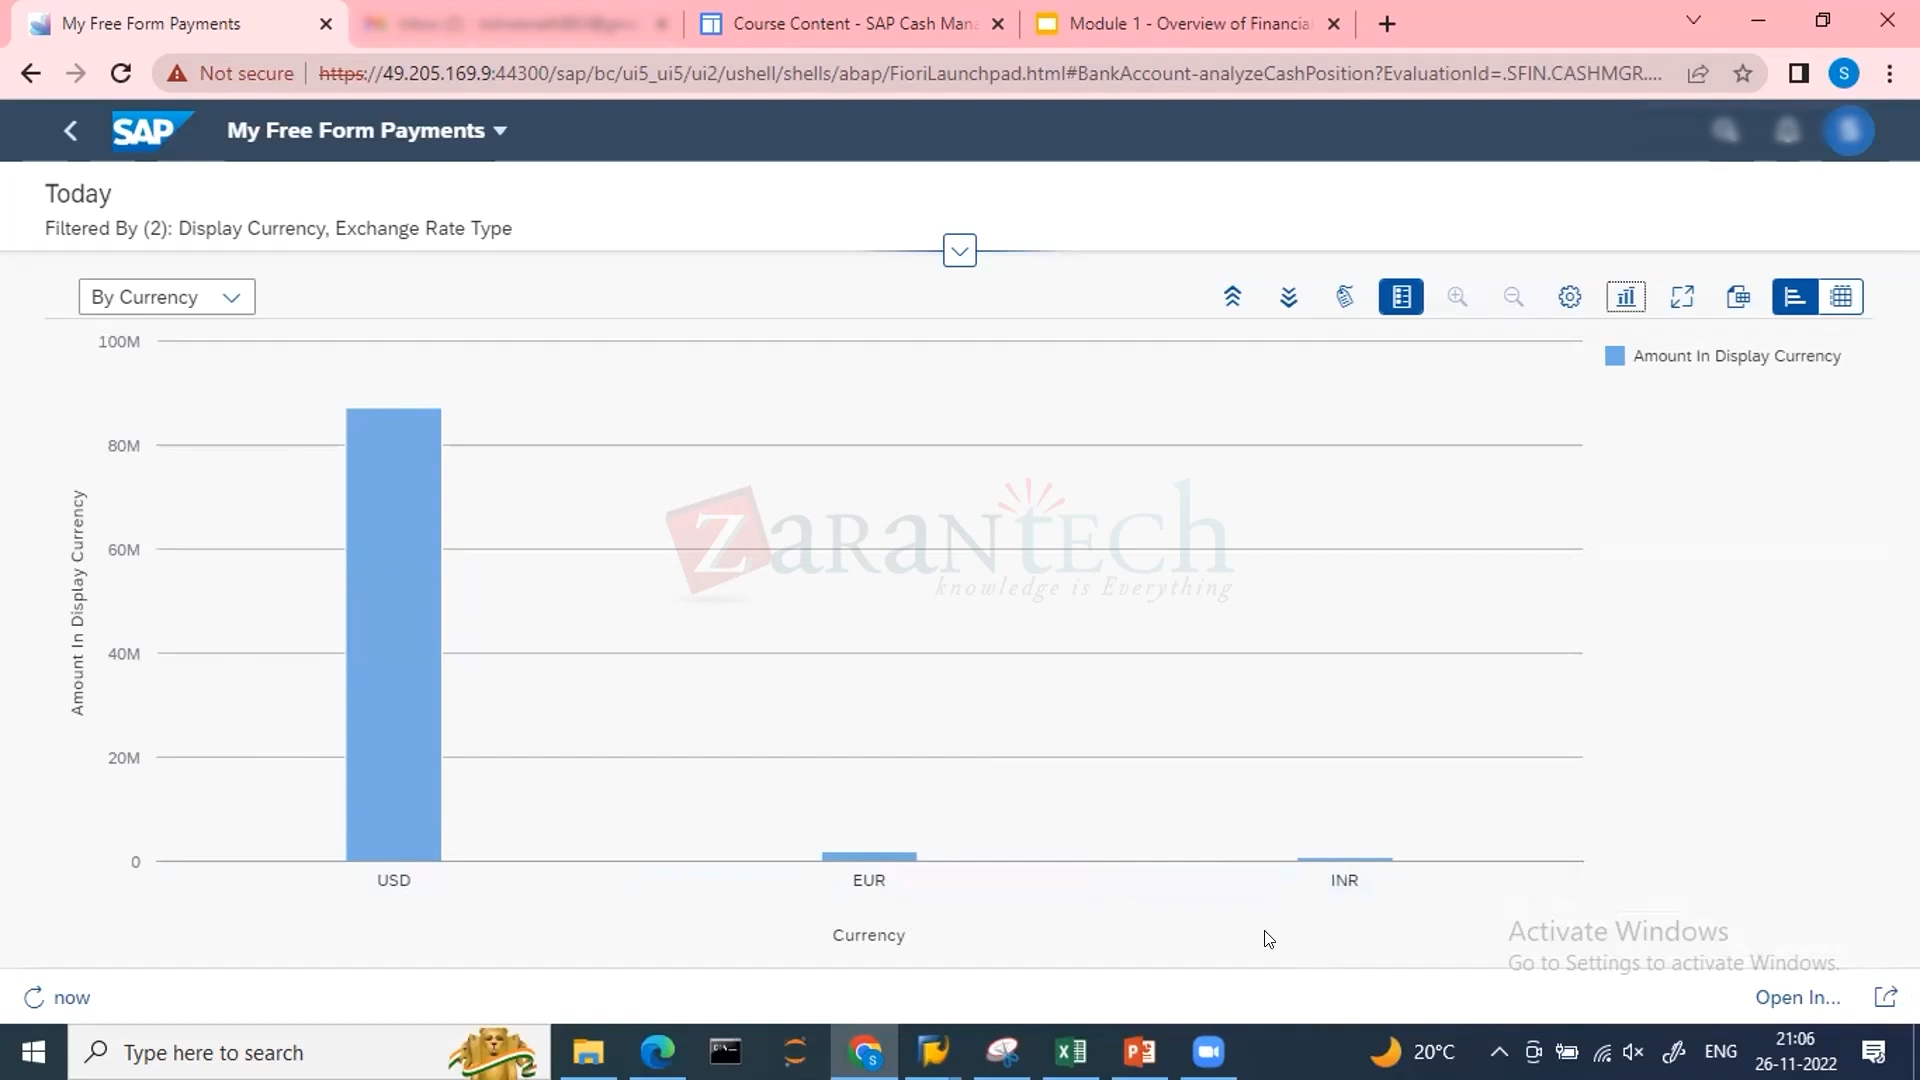 My Free Form Payments
Course Content - SAP Cash Mana
Module 1 - Overview of Financia
Not secure
https://49.205.169.9:44300/sap/bc/ui5_ui5/ui2/ushell/shells/abap/FioriLaunchpad.html#BankAccount-analyzeCashPosition?EvaluationId=.SFIN.CASHMGR....
S
SAP
My Free Form Payments
S
Today
Filtered By (2): Display Currency, Exchange Rate Type
By Currency
100M
80M
60M
40M
20M
0
Amount In Display Currency
Amount In Display Currency
ZARANTECH
knowledge is Everything
USD
EUR
INR
Currency
Activate Windows
Go to Settings to activate Windows.
now
Open In...
Type here to search
20°C
ENG
21:06
26-11-2022